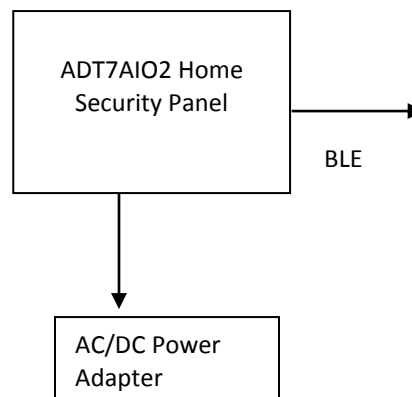 ADT7AIO2 Home
Security Panel
BLE
AC/DC Power
Adapter